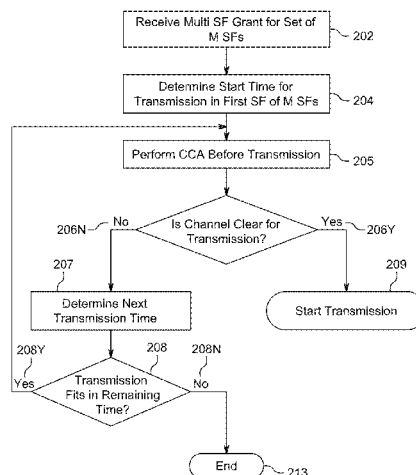 Receive Multi SF Grant for Set of
M SFs
202
Determine Start Time for
Transmission in First SF of M SFs
204
Perform CCA Before Transmission
205
206N
No
Is Channel Clear for
Transmission?
Yes
206Y
207
Determine Next
Transmission Time
209
Start Transmission
208Y
Yes
208
Transmission
Fits in Remaining
Time?
208N
No
End
213